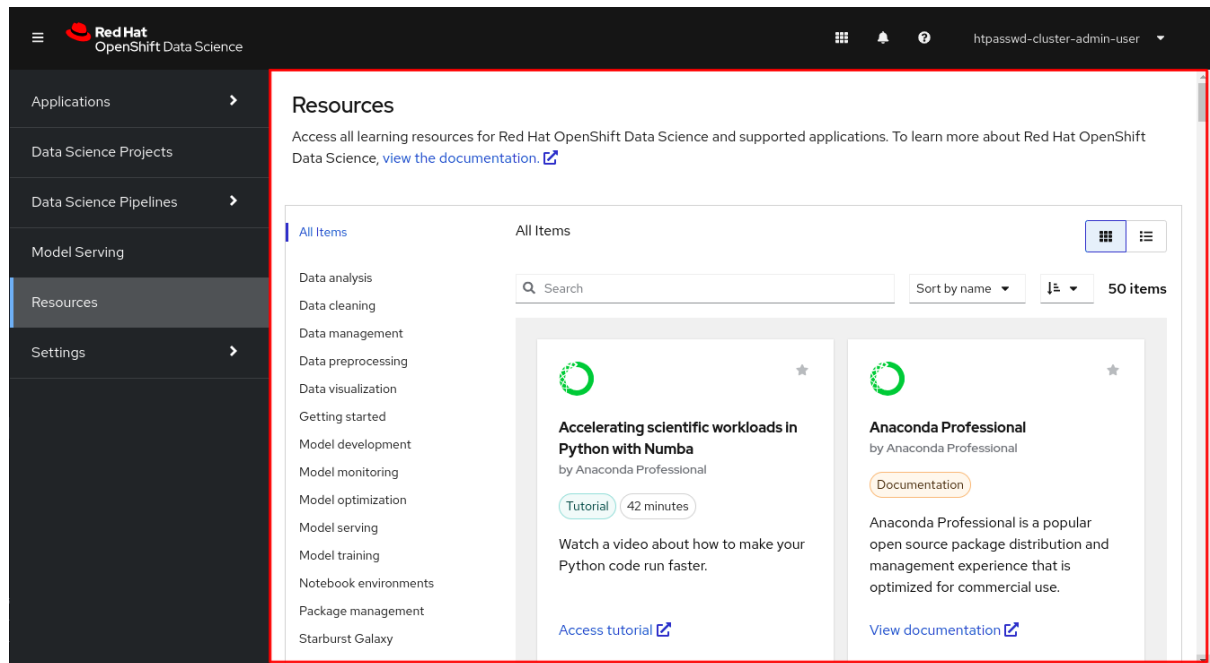 Red Hat
OpenShift Data Science
htpasswd-cluster-admin-user
Applications
Data Science Projects
Data Science Pipelines
Model Serving
Resources
Settings
Resources
Access all learning resources for Red Hat OpenShift Data Science and supported applications. To learn more about Red Hat OpenShift
Data Science, view the documentation.
All Items
Data analysis
Data cleaning
Data management
Data preprocessing
Data visualization
Getting started
Model development
Model monitoring
Model optimization
Model serving
Model training
Notebook environments
Package management
Starburst Galaxy
All Items
Search
Sort by name
50 items
Accelerating scientific workloads in
Python with Numba
by Anaconda Professional
Tutorial 42 minutes
Watch a video about how to make your
Python code run faster.
Access tutorial
Anaconda Professional
by Anaconda Professional
Documentation
Anaconda Professional is a popular
open source package distribution and
management experience that is
optimized for commercial use.
View documentation